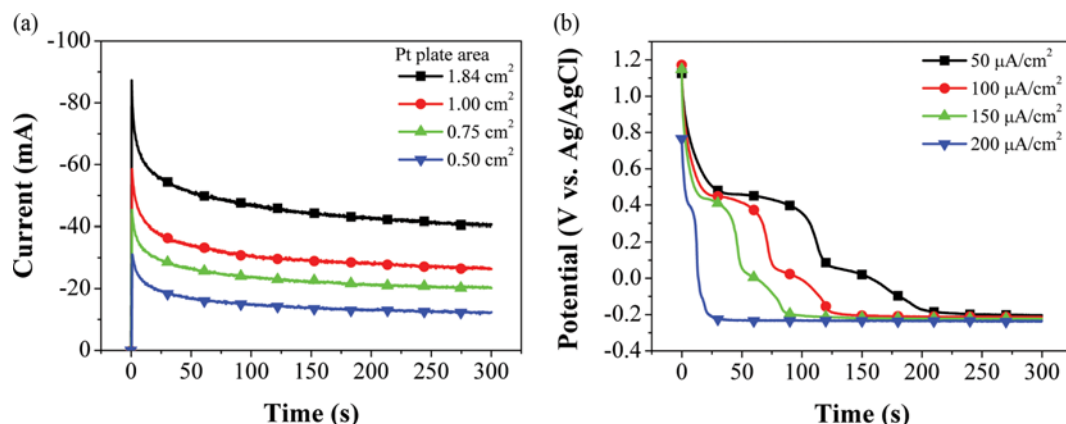 (a)
-100
-80
-60
-40
-20
0
Current (mA)
0 50 100 150 200 250 300
Time (s)
Pt plate area
1.84 cm²
1.00 cm²
0.75 cm²
0.50 cm²
(b)
1.2
1.0
0.8
0.6
0.4
0.2
0.0
-0.2
-0.4
Potential (V vs. Ag/AgCl)
0 50 100 150 200 250 300
Time (s)
50 μA/cm²
100 μA/cm²
150 μA/cm²
200 μA/cm²